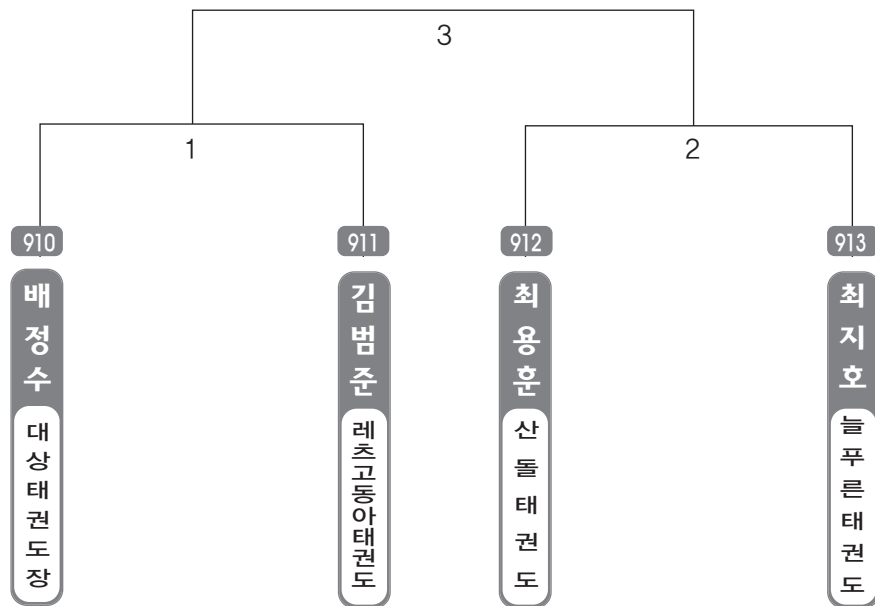 3
1
2
910
911
912
913
배정수
김범준
최용훈
최지호
대상태권도장
레츠고동아태권도
산돌태권도
늘푸른태권도